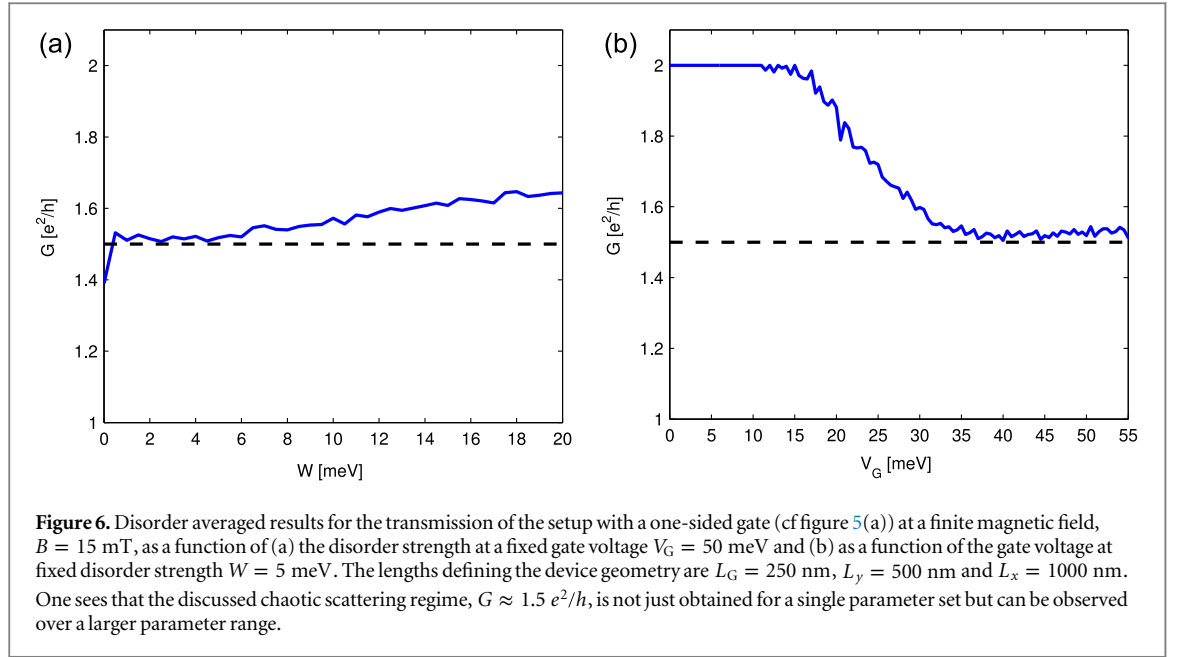 (a)
2
1.8
1.6
1.4
1.2
1
G [e²/h]
0 2 4 6 8 10 12 14 16 18 20
W [meV]
(b)
2
1.8
1.6
1.4
1.2
1
G [e²/h]
0 5 10 15 20 25 30 35 40 45 50 55
V_G [meV]
Figure 6. Disorder averaged results for the transmission of the setup with a one-sided gate (cf figure 5(a)) at a finite magnetic field,
B = 15 mT, as a function of (a) the disorder strength at a fixed gate voltage V_G = 50 meV and (b) as a function of the gate voltage at
fixed disorder strength W = 5 meV. The lengths defining the device geometry are L_G = 250 nm, L_y = 500 nm and L_x = 1000 nm.
One sees that the discussed chaotic scattering regime, G ≈ 1.5 e²/h, is not just obtained for a single parameter set but can be observed
over a larger parameter range.